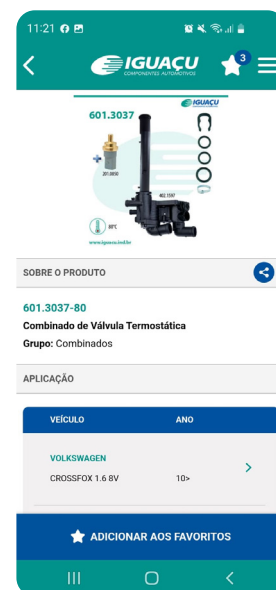 11:21
IGUAÇU
COMPONENTES AUTOMOTIVOS
3
IGUAÇU
601.3037
201.0050
402.1597
80°C
www.iguacu.ind.br
SOBRE O PRODUTO
601.3037-80
Combinado de Válvula Termostática
Grupo: Combinados
APLICAÇÃO
VEÍCULO ANO
VOLKSWAGEN
CROSSFOX 1.6 8V 10>
ADICIONAR AOS FAVORITOS